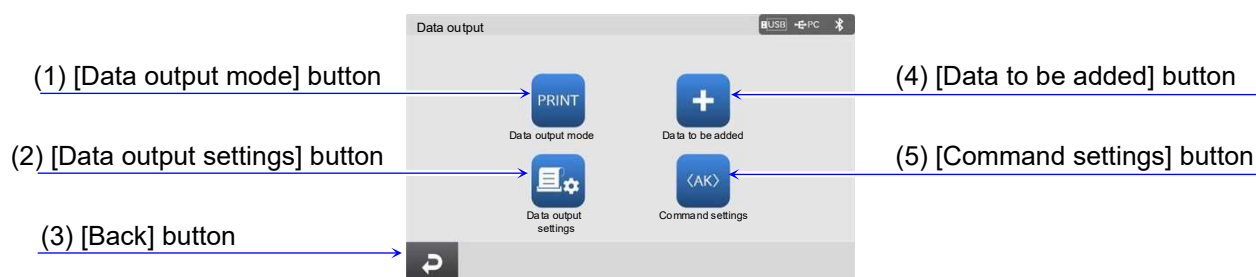 Data output
USB PC
(1) [Data output mode] button
PRINT
Data output mode
(2) [Data output settings] button
Data output
settings
(3) [Back] button
+
Data to be added
(4) [Data to be added] button
〈AK〉
Command settings
(5) [Command settings] button